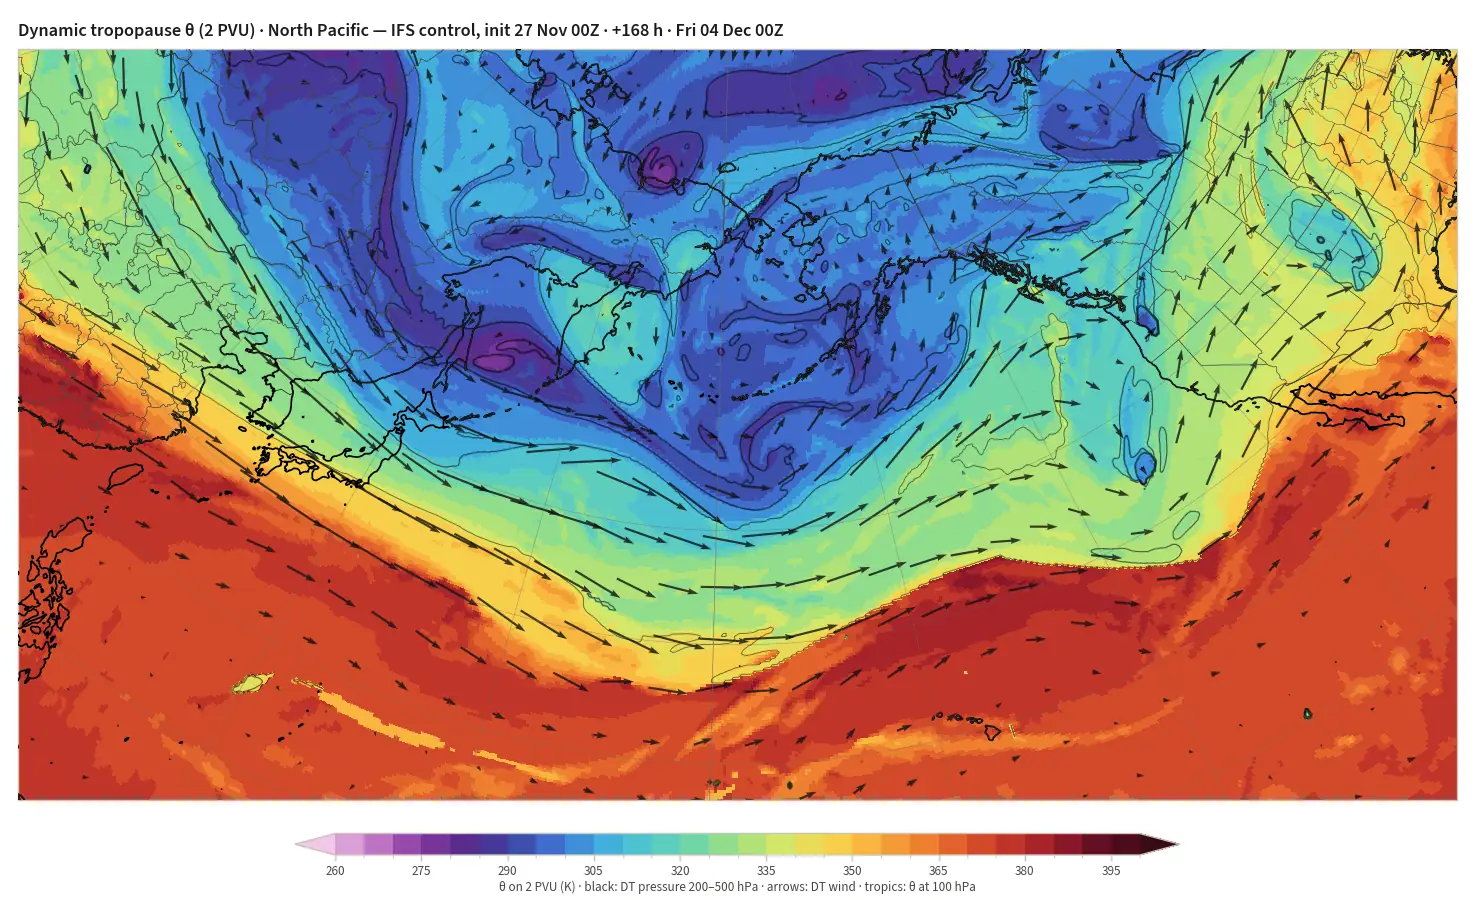 Dynamic tropopause θ (2 PVU) · North Pacific — IFS control, init 27 Nov 00Z · +168 h · Fri 04 Dec 00Z
260 275 290 305 320 335 350 365 380 395
θ on 2 PVU (K) · black: DT pressure 200–500 hPa · arrows: DT wind · tropics: θ at 100 hPa